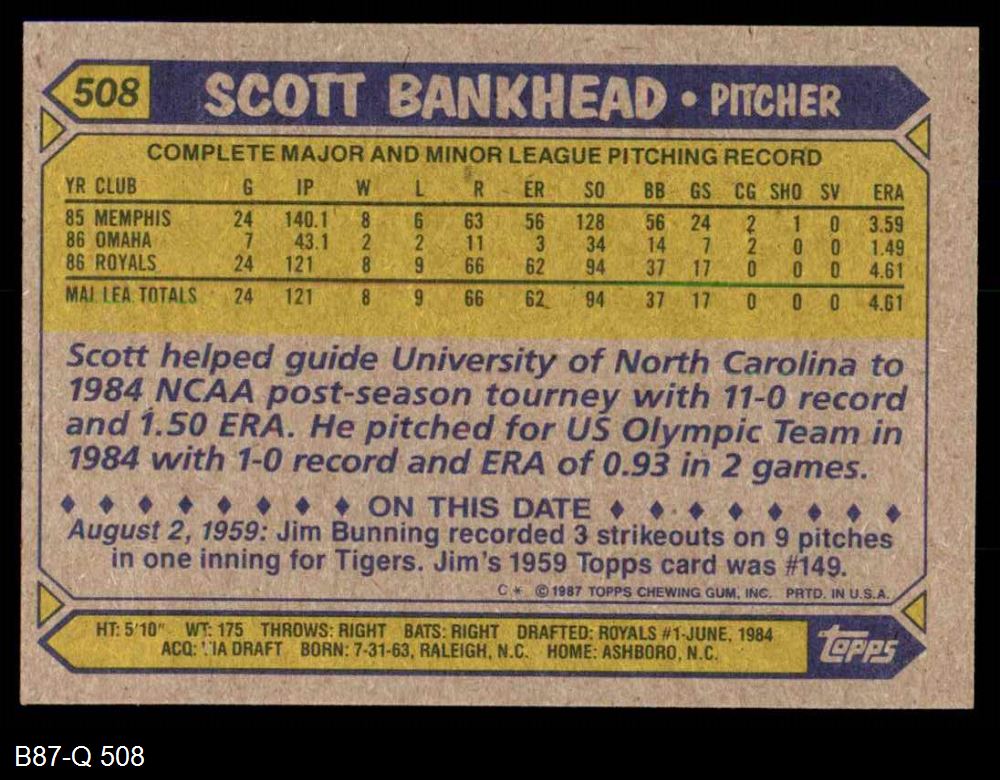 508 SCOTT BANKHEAD • PITCHER
COMPLETE MAJOR AND MINOR LEAGUE PITCHING RECORD
YR CLUB G IP W L R ER SO BB GS CG SHO SV ERA
85 MEMPHIS 24 140.1 8 6 63 56 128 56 24 2 1 0 3.59
86 OMAHA 7 43.1 2 2 11 3 34 14 7 2 0 0 1.49
86 ROYALS 24 121 8 9 66 62 94 37 17 0 0 0 4.61
MAJ LEA TOTALS 24 121 8 9 66 62 94 37 17 0 0 0 4.61
Scott helped guide University of North Carolina to
1984 NCAA post-season tourney with 11-0 record
and 1.50 ERA. He pitched for US Olympic Team in
1984 with 1-0 record and ERA of 0.93 in 2 games.
♦ ♦ ♦ ♦ ♦ ♦ ♦ ♦ ON THIS DATE ♦ ♦ ♦ ♦ ♦ ♦ ♦ ♦
August 2, 1959: Jim Bunning recorded 3 strikeouts on 9 pitches
in one inning for Tigers. Jim's 1959 Topps card was #149.
C * © 1987 TOPPS CHEWING GUM, INC. PRTD. IN U.S.A.
HT: 5'10" WT: 175 THROWS: RIGHT BATS: RIGHT DRAFTED: ROYALS #1-JUNE, 1984
ACQ: VIA DRAFT BORN: 7-31-63, RALEIGH, N.C. HOME: ASHBORO, N.C.
topps
B87-Q 508